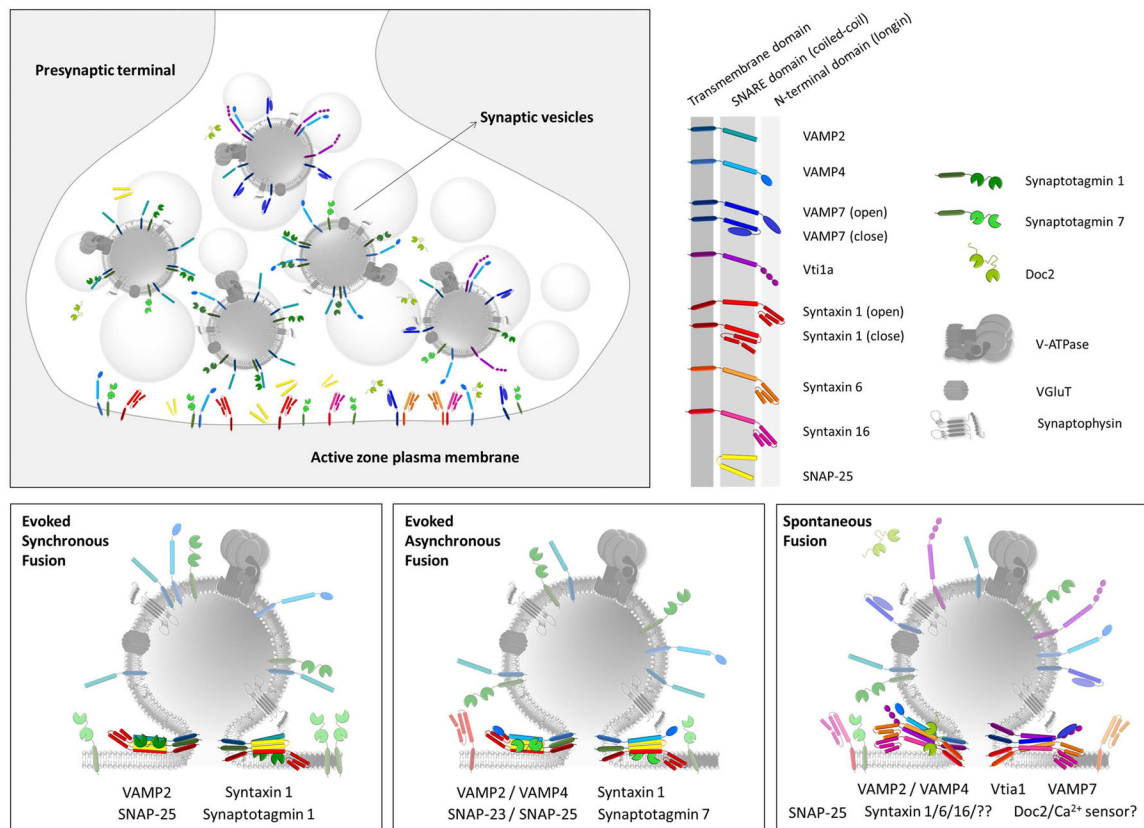 Presynaptic terminal
Synaptic vesicles
Active zone plasma membrane
Transmembrane domain
SNARE domain (coiled-coil)
N-terminal domain (longin)
VAMP2
VAMP4
VAMP7 (open)
VAMP7 (close)
Vti1a
Syntaxin 1 (open)
Syntaxin 1 (close)
Syntaxin 6
Syntaxin 16
SNAP-25
Synaptotagmin 1
Synaptotagmin 7
Doc2
V-ATPase
VGluT
Synaptophysin
Evoked
Synchronous
Fusion
VAMP2 Syntaxin 1
SNAP-25 Synaptotagmin 1
Evoked
Asynchronous
Fusion
VAMP2 / VAMP4 Syntaxin 1
SNAP-23 / SNAP-25 Synaptotagmin 7
Spontaneous
Fusion
VAMP2 / VAMP4 Vtia1 VAMP7
SNAP-25 Syntaxin 1/6/16/?? Doc2/Ca²⁺ sensor?